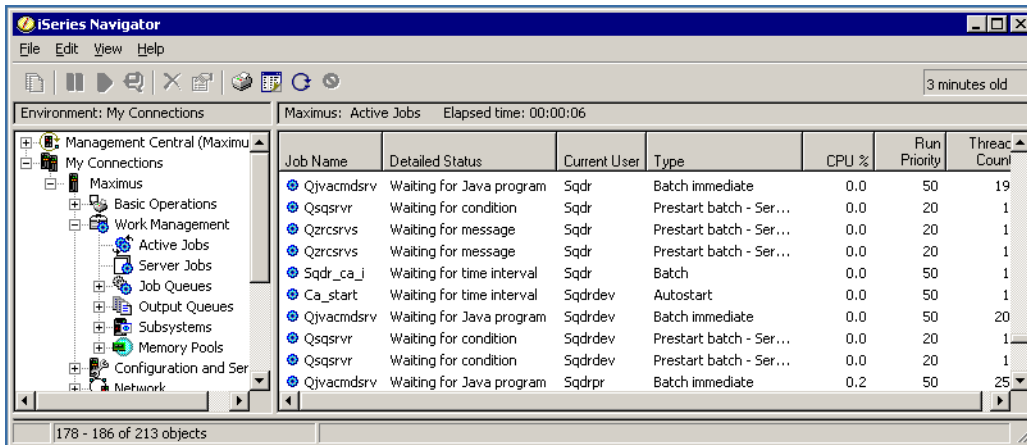 iSeries Navigator
File Edit View Help
3 minutes old
Environment: My Connections
Maximus: Active Jobs Elapsed time: 00:00:06
Management Central (Maximu
My Connections
Maximus
Basic Operations
Work Management
Active Jobs
Server Jobs
Job Queues
Output Queues
Subsystems
Memory Pools
Configuration and Ser
Network
Job Name Detailed Status Current User Type CPU % Run Priority Thread Count
Qjvacmdsrv Waiting for Java program Sqdr Batch immediate 0.0 50 19
Qsqsrvr Waiting for condition Sqdr Prestart batch - Ser... 0.0 20 1
Qzrcsrvs Waiting for message Sqdr Prestart batch - Ser... 0.0 20 1
Qzrcsrvs Waiting for message Sqdr Prestart batch - Ser... 0.0 20 1
Sqdr_ca_i Waiting for time interval Sqdr Batch 0.0 50 1
Ca_start Waiting for time interval Sqdrdev Autostart 0.0 50 1
Qjvacmdsrv Waiting for Java program Sqdrdev Batch immediate 0.0 50 20
Qsqsrvr Waiting for condition Sqdrdev Prestart batch - Ser... 0.0 20 1
Qsqsrvr Waiting for condition Sqdrdev Prestart batch - Ser... 0.0 20 1
Qjvacmdsrv Waiting for Java program Sqdrpr Batch immediate 0.2 50 25
178 - 186 of 213 objects